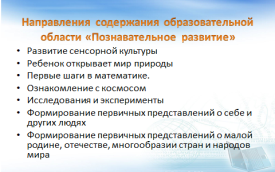 Направления содержания образовательной
области «Познавательное развитие»
• Развитие сенсорной культуры
• Ребенок открывает мир природы
• Первые шаги в математике.
• Ознакомление с космосом
• Исследования и эксперименты
• Формирование первичных представлений о себе и
других людях
• Формирование первичных представлений о малой
родине, отечестве, многообразии стран и народов
мира